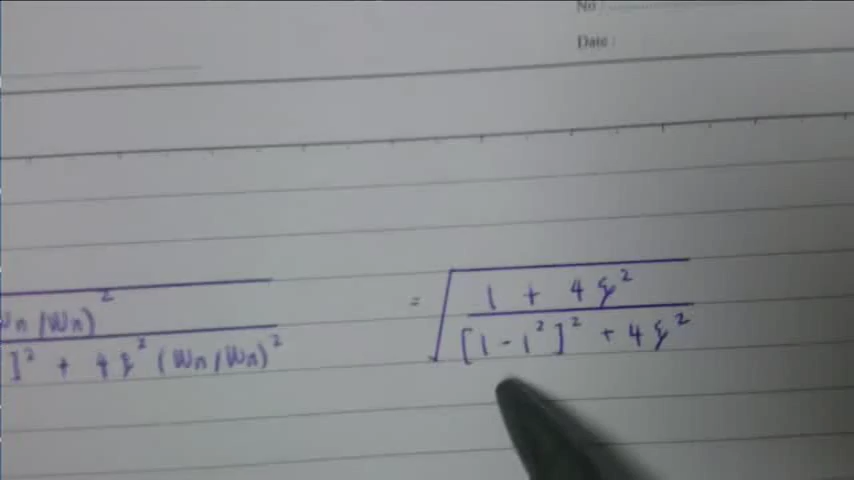 No :
Date :
Wn/Wn)² = √ 1 + 4ξ²
]² + 4ξ² (Wn/Wn)² [1-1²]² + 4ξ²